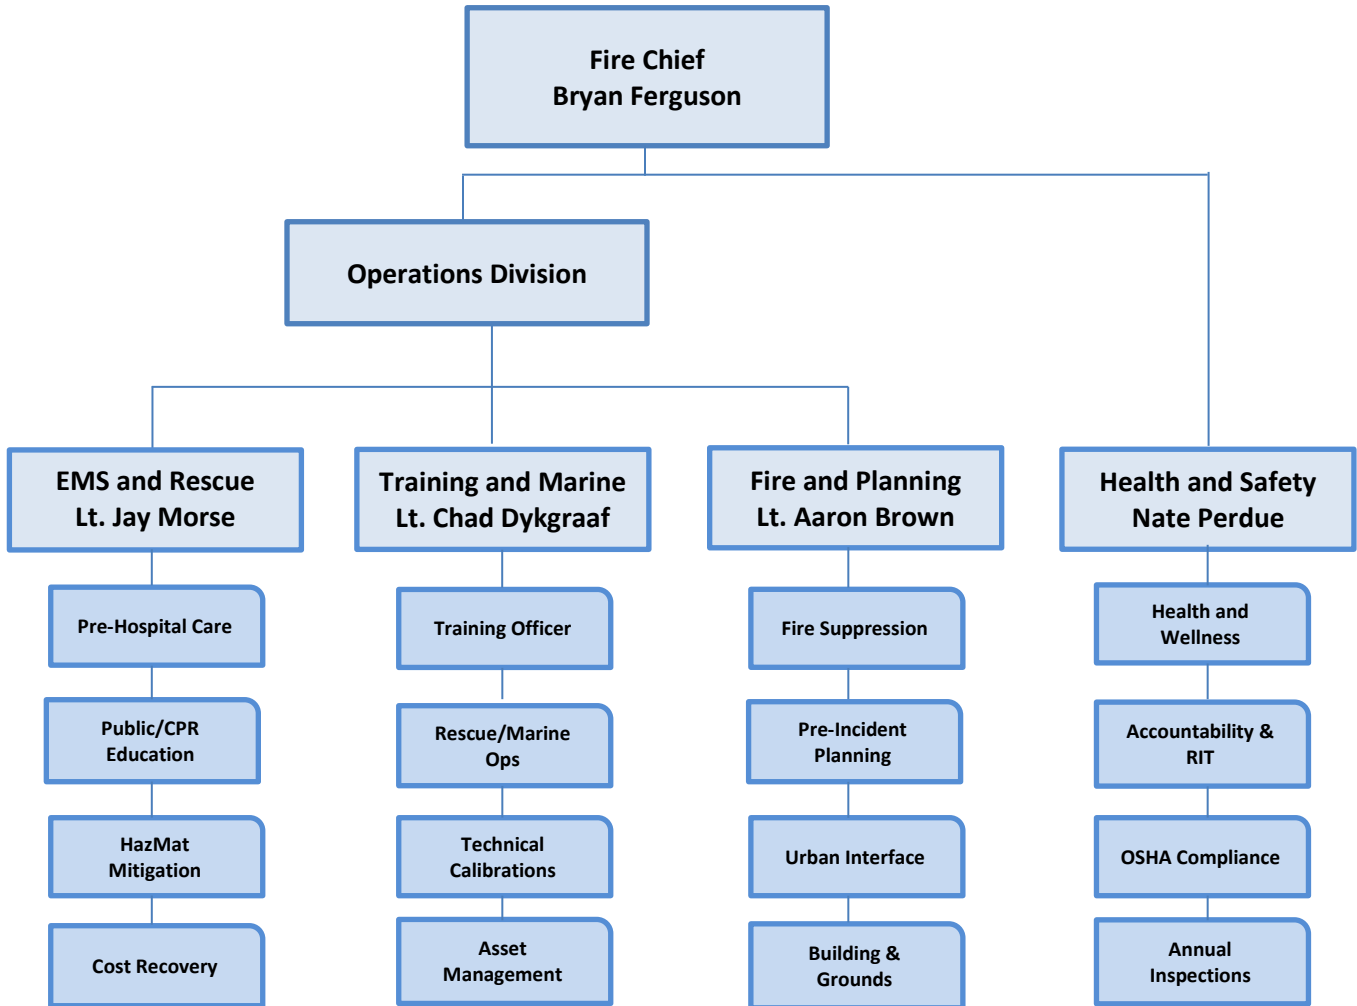 Fire Chief
Bryan Ferguson
Operations Division
EMS and Rescue
Lt. Jay Morse
Training and Marine
Lt. Chad Dykgraaf
Fire and Planning
Lt. Aaron Brown
Health and Safety
Nate Perdue
Pre-Hospital Care
Training Officer
Fire Suppression
Health and
Wellness
Public/CPR
Education
Rescue/Marine
Ops
Pre-Incident
Planning
Accountability &
RIT
HazMat
Mitigation
Technical
Calibrations
Urban Interface
OSHA Compliance
Cost Recovery
Asset
Management
Building &
Grounds
Annual
Inspections